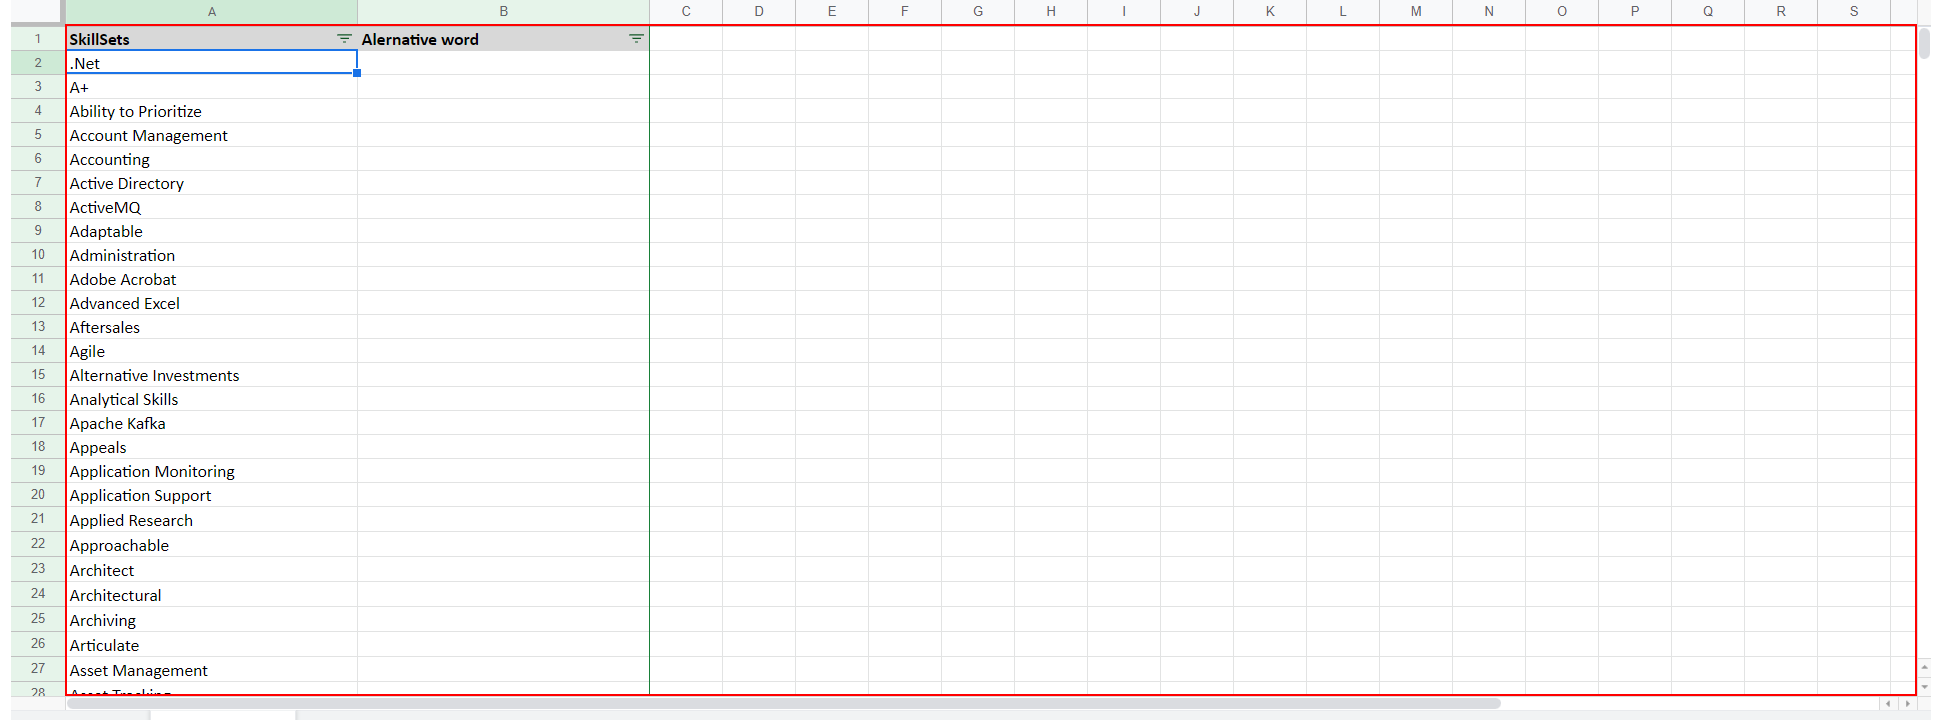 A B C D E F G H I J K L M N O P Q R S
1 SkillSets Alernative word
2 .Net
3 A+
4 Ability to Prioritize
5 Account Management
6 Accounting
7 Active Directory
8 ActiveMQ
9 Adaptable
10 Administration
11 Adobe Acrobat
12 Advanced Excel
13 Aftersales
14 Agile
15 Alternative Investments
16 Analytical Skills
17 Apache Kafka
18 Appeals
19 Application Monitoring
20 Application Support
21 Applied Research
22 Approachable
23 Architect
24 Architectural
25 Archiving
26 Articulate
27 Asset Management
28 Asset Tracking